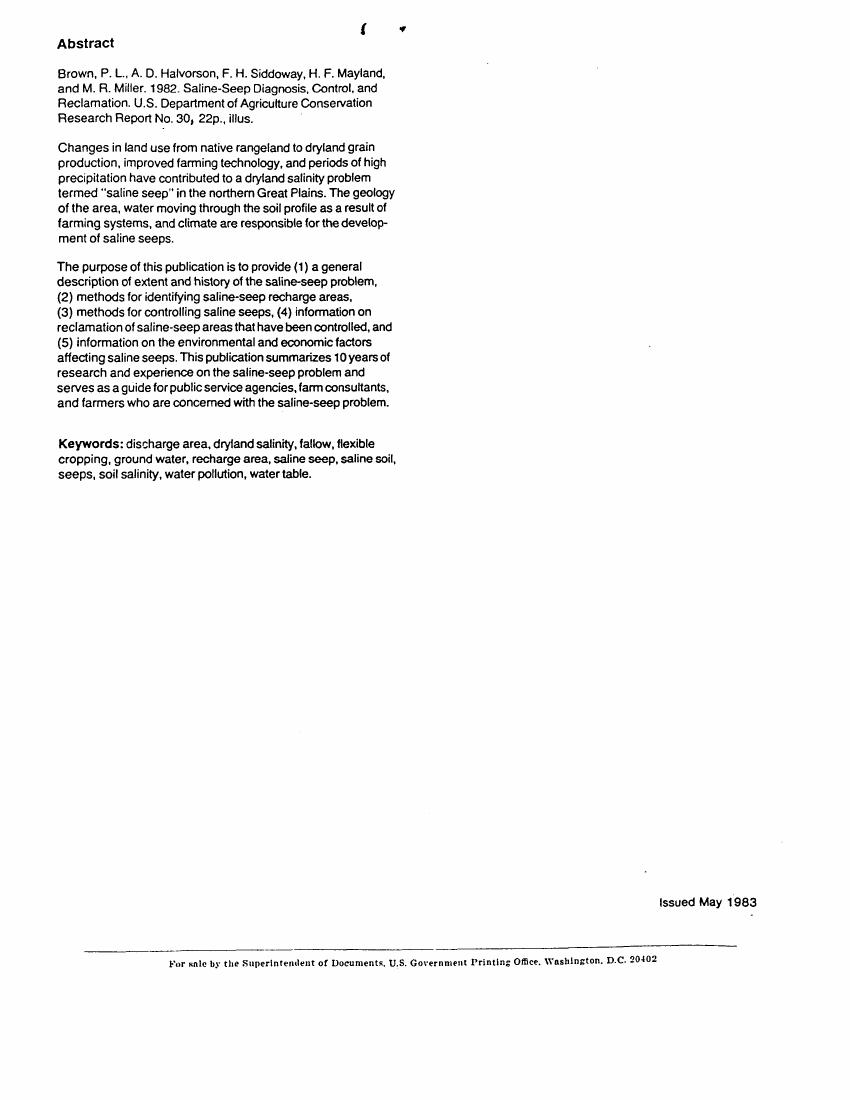 Abstract
Brown, P. L., A. D. Halvorson, F. H. Siddoway, H. F. Mayland,
and M. R. Miller. 1982. Saline-Seep Diagnosis, Control, and
Reclamation. U.S. Department of Agriculture Conservation
Research Report No. 30, 22p., illus.
Changes in land use from native rangeland to dryland grain
production, improved farming technology, and periods of high
precipitation have contributed to a dryland salinity problem
termed "saline seep" in the northern Great Plains. The geology
of the area, water moving through the soil profile as a result of
farming systems, and climate are responsible for the develop-
ment of saline seeps.
The purpose of this publication is to provide (1) a general
description of extent and history of the saline-seep problem,
(2) methods for identifying saline-seep recharge areas,
(3) methods for controlling saline seeps, (4) information on
reclamation of saline-seep areas that have been controlled, and
(5) information on the environmental and economic factors
affecting saline seeps. This publication summarizes 10 years of
research and experience on the saline-seep problem and
serves as a guide for public service agencies, farm consultants,
and farmers who are concerned with the saline-seep problem.
Keywords: discharge area, dryland salinity, fallow, flexible
cropping, ground water, recharge area, saline seep, saline soil,
seeps, soil salinity, water pollution, water table.
Issued May 1983
For sale by the Superintendent of Documents, U.S. Government Printing Office, Washington, D.C. 20402